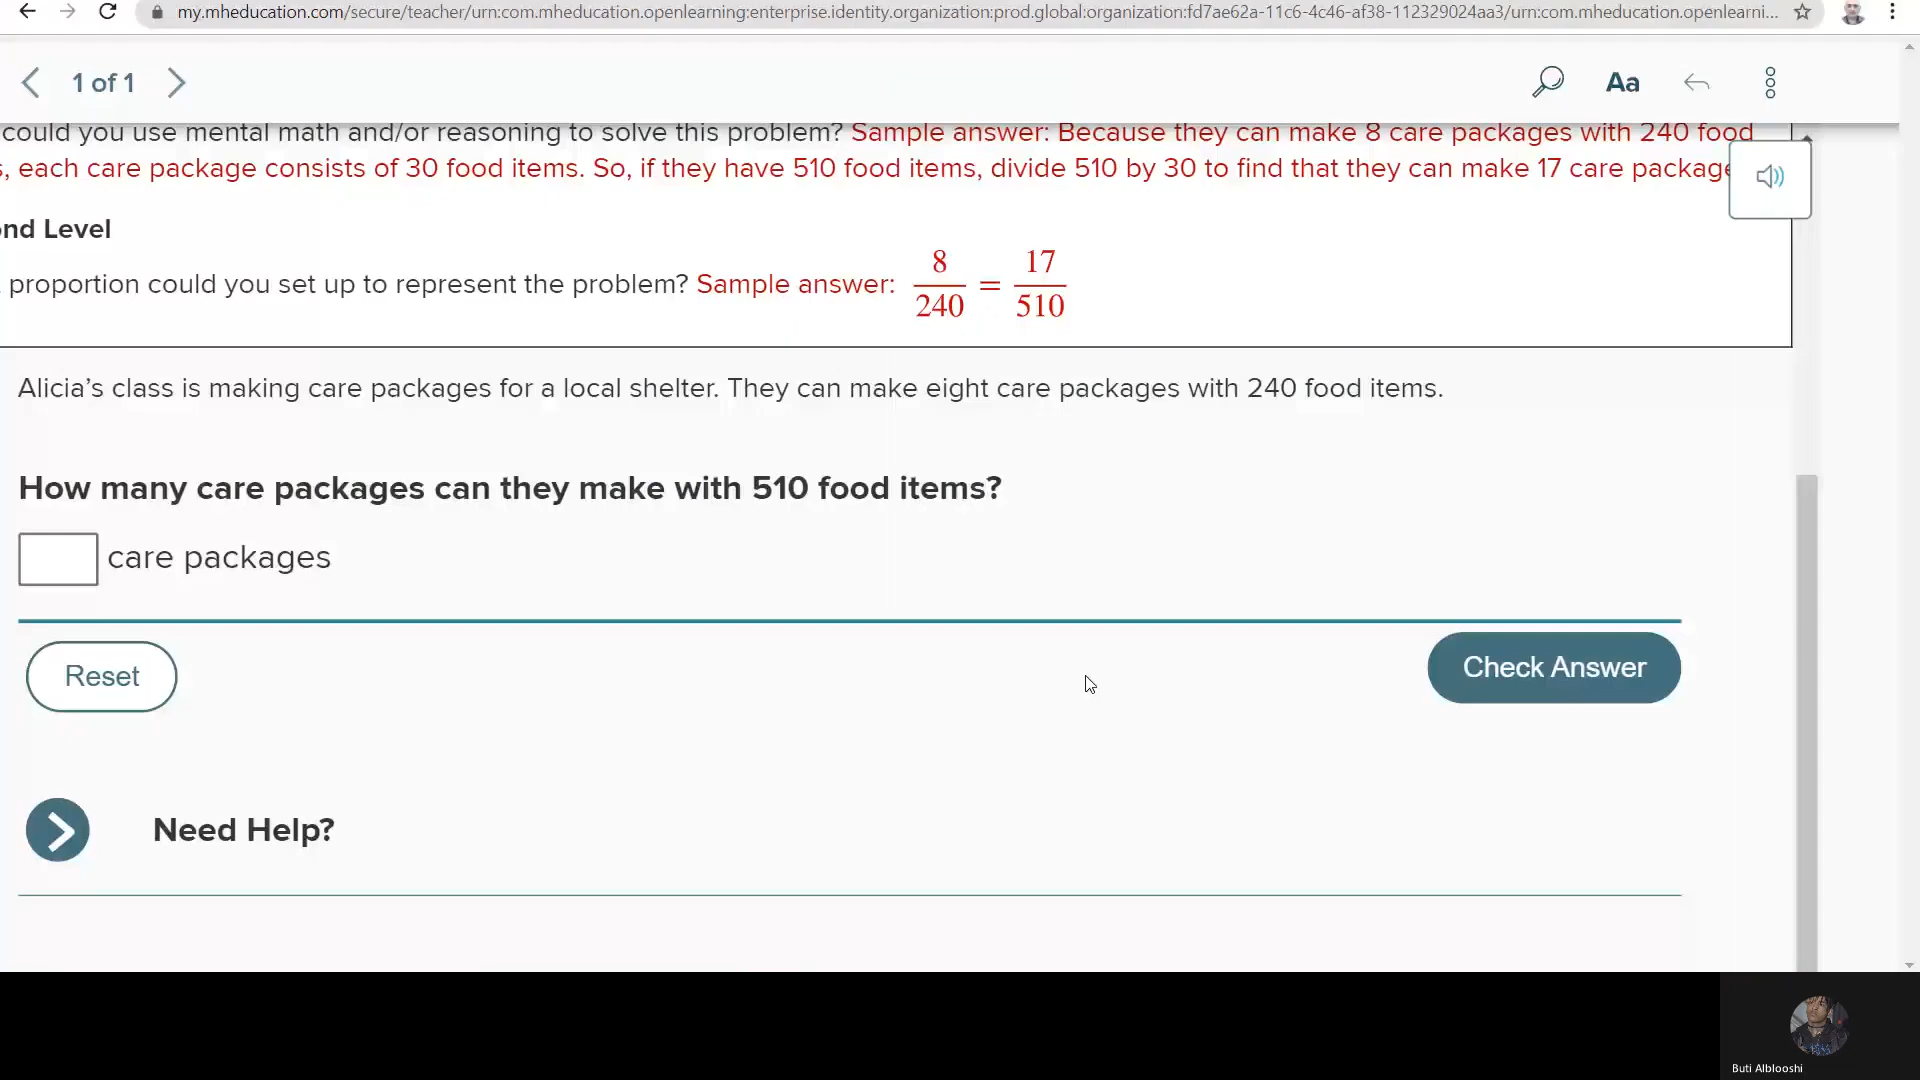 my.mheducation.com/secure/teacher/urn:com.mheducation.openlearning:enterprise.identity.organization:prod.global:organization:fd7ae62a-11c6-4c46-af38-112329024aa3/urn:com.mheducation.openlearni...
1 of 1
Aa
could you use mental math and/or reasoning to solve this problem? Sample answer: Because they can make 8 care packages with 240 food
s, each care package consists of 30 food items. So, if they have 510 food items, divide 510 by 30 to find that they can make 17 care package
ond Level
proportion could you set up to represent the problem? Sample answer: 8/240 = 17/510
Alicia’s class is making care packages for a local shelter. They can make eight care packages with 240 food items.
How many care packages can they make with 510 food items?
care packages
Reset
Check Answer
Need Help?
Buti Alblooshi